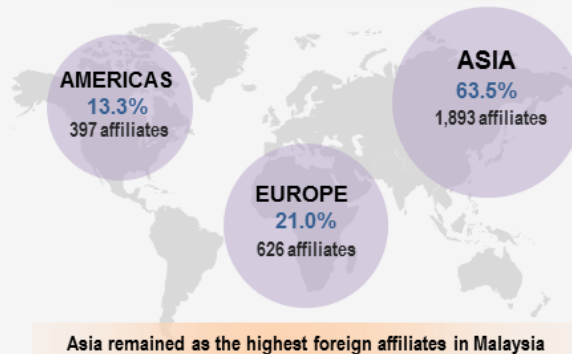 AMERICAS
13.3%
397 affiliates
ASIA
63.5%
1,893 affiliates
EUROPE
21.0%
626 affiliates
Asia remained as the highest foreign affiliates in Malaysia